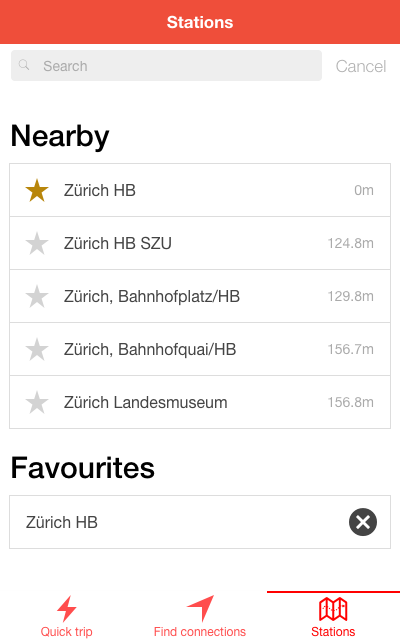 Stations
Search Cancel
Nearby
Zürich HB 0m
Zürich HB SZU 124.8m
Zürich, Bahnhofplatz/HB 129.8m
Zürich, Bahnhofquai/HB 156.7m
Zürich Landesmuseum 156.8m
Favourites
Zürich HB
Quick trip Find connections Stations